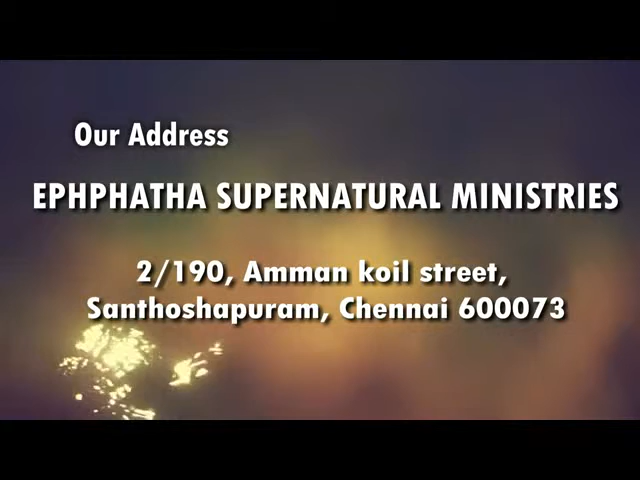 Our Address
EPHPHATHA SUPERNATURAL MINISTRIES
2/190, Amman koil street,
Santhoshapuram, Chennai 600073